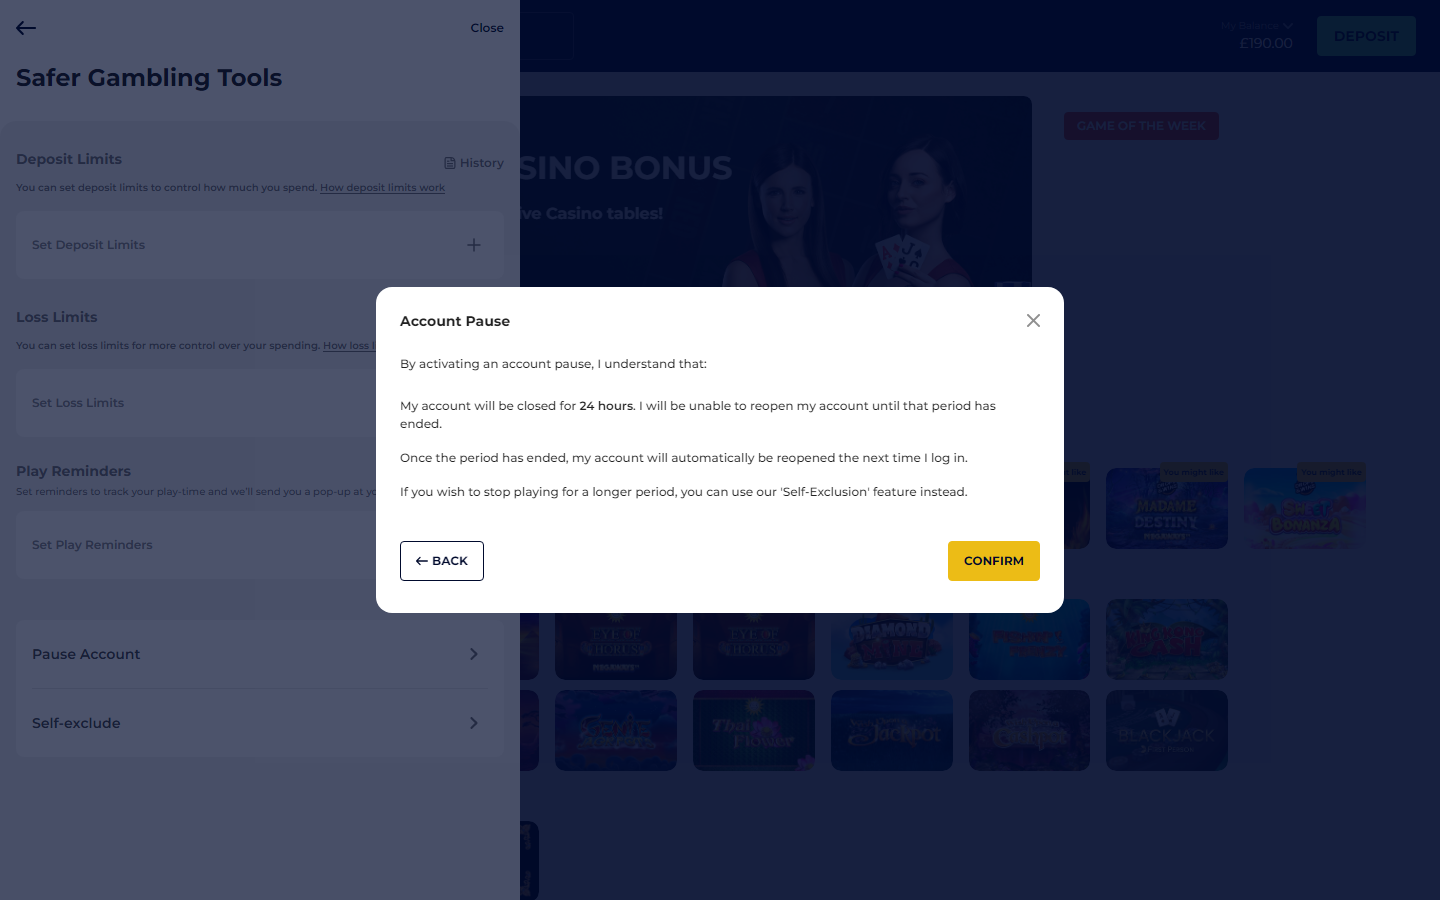 Close
My Balance
£190.00
DEPOSIT
Safer Gambling Tools
GAME OF THE WEEK
Deposit Limits
History
SINO BONUS
You can set deposit limits to control how much you spend. How deposit limits work
ive Casino tables!
Set Deposit Limits
Loss Limits
You can set loss limits for more control over your spending. How loss l
Set Loss Limits
Play Reminders
Set reminders to track your play-time and we'll send you a pop-up at yo
Set Play Reminders
Account Pause
By activating an account pause, I understand that:
My account will be closed for 24 hours. I will be unable to reopen my account until that period has
ended.
Once the period has ended, my account will automatically be reopened the next time I log in.
If you wish to stop playing for a longer period, you can use our 'Self-Exclusion' feature instead.
BACK
CONFIRM
t like
You might like
You might like
MADAME
DESTINY
MEGAWAYS
SWEET
BONANZA
Pause Account
Self-exclude
EYE OF
HORUS
MEGAWAYS
EYE OF
HORUS
DIAMOND
MINE
FISHIN'
FRENZY
Thai
Flower
Jackpot
BLACKJACK